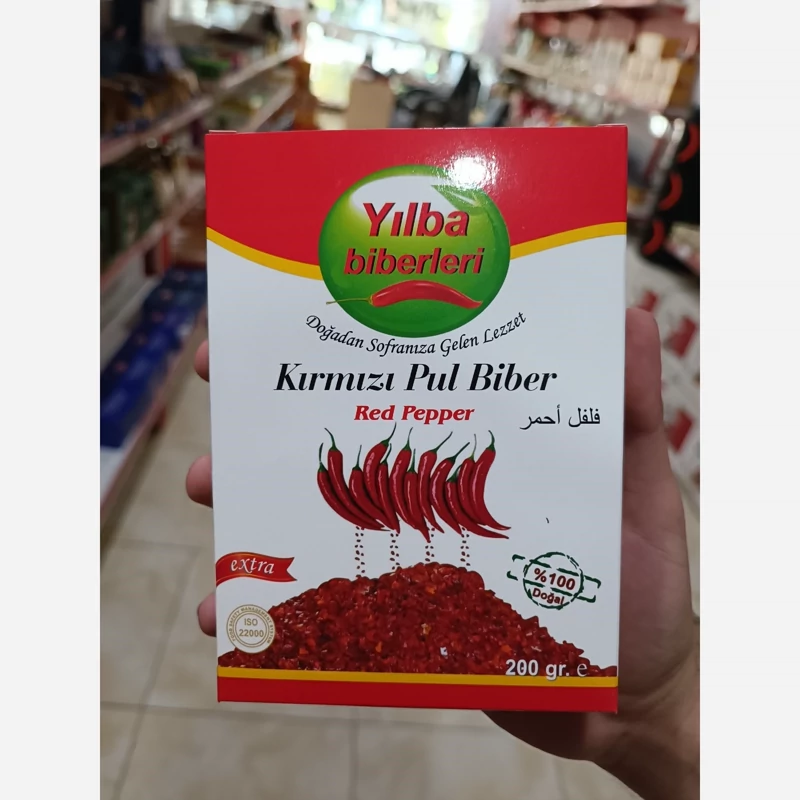 Yılba
biberleri
Doğadan Sofranıza Gelen Lezzet
Kırmızı Pul Biber
Red Pepper
فلفل أحمر
extra
%100
Doğal
ISO
22000
200 gr. e